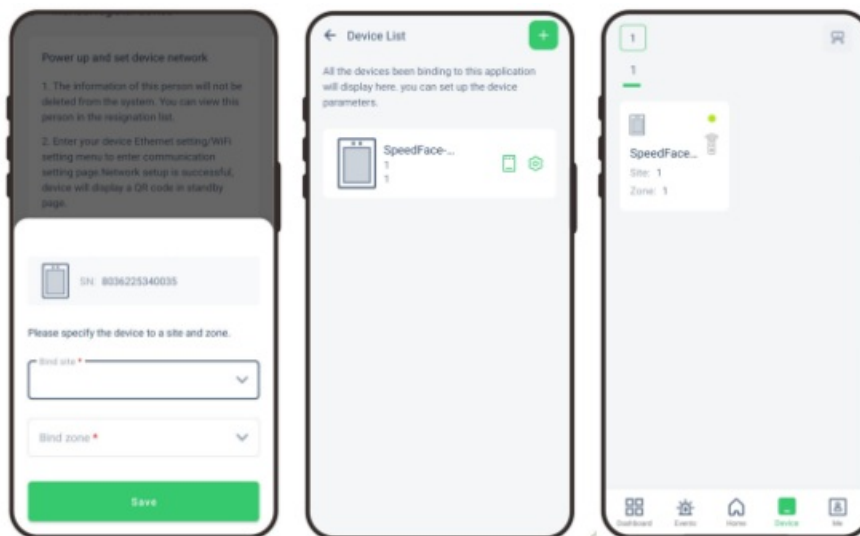 Power up and set device network
1. The information of this person will not be
deleted from the system. You can view this
person in the resignation list.
2. Enter your device Ethernet setting/WiFi
setting menu to enter communication
setting page.Network setup is successful,
device will display a QR code in standby
page.
SN: 8036225340035
Please specify the device to a site and zone.
Bind site *
Bind zone *
Save
Device List
All the devices been binding to this application
will display here. you can set up the device
parameters.
SpeedFace-...
1
1
1
1
SpeedFace...
Site: 1
Zone: 1
Dashboard
Events
Home
Device
Me